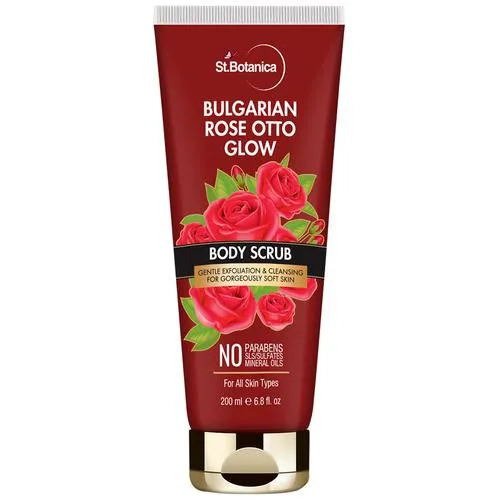 St.Botanica
BULGARIAN
ROSE OTTO
GLOW
BODY SCRUB
GENTLE EXFOLIATION & CLEANSING
FOR GORGEOUSLY SOFT SKIN
NO PARABENS
SLS/SULFATES
MINERAL OILS
For All Skin Types
200 ml ℮ 6.8 fl. oz